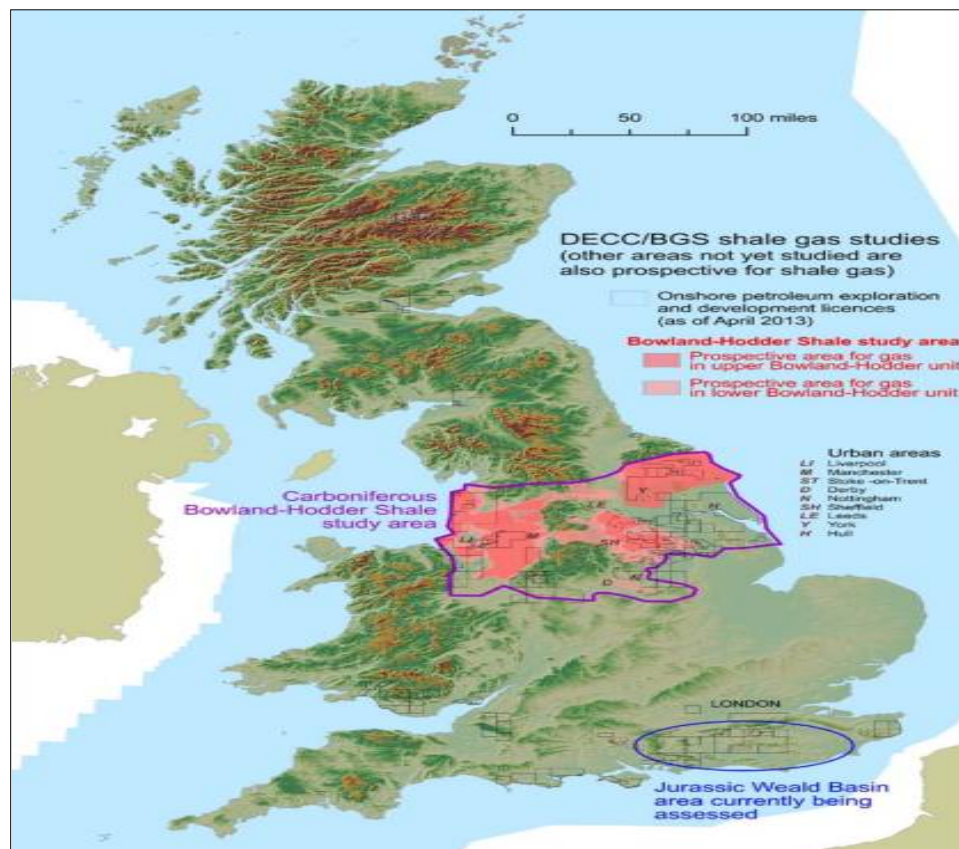 0 50 100 miles
DECC/BGS shale gas studies
(other areas not yet studied are
also prospective for shale gas)
Onshore petroleum exploration
and development licences
(as of April 2013)
Bowland-Hodder Shale study area
Prospective area for gas
in upper Bowland-Hodder unit
Prospective area for gas
in lower Bowland-Hodder unit
Urban areas
LI Liverpool
M Manchester
ST Stoke -on-Trent
D Derby
N Nottingham
SH Sheffield
LE Leeds
Y York
H Hull
Carboniferous
Bowland-Hodder Shale
study area
Y
LE
H
LI
M
SH
D
N
LONDON
Jurassic Weald Basin
area currently being
assessed